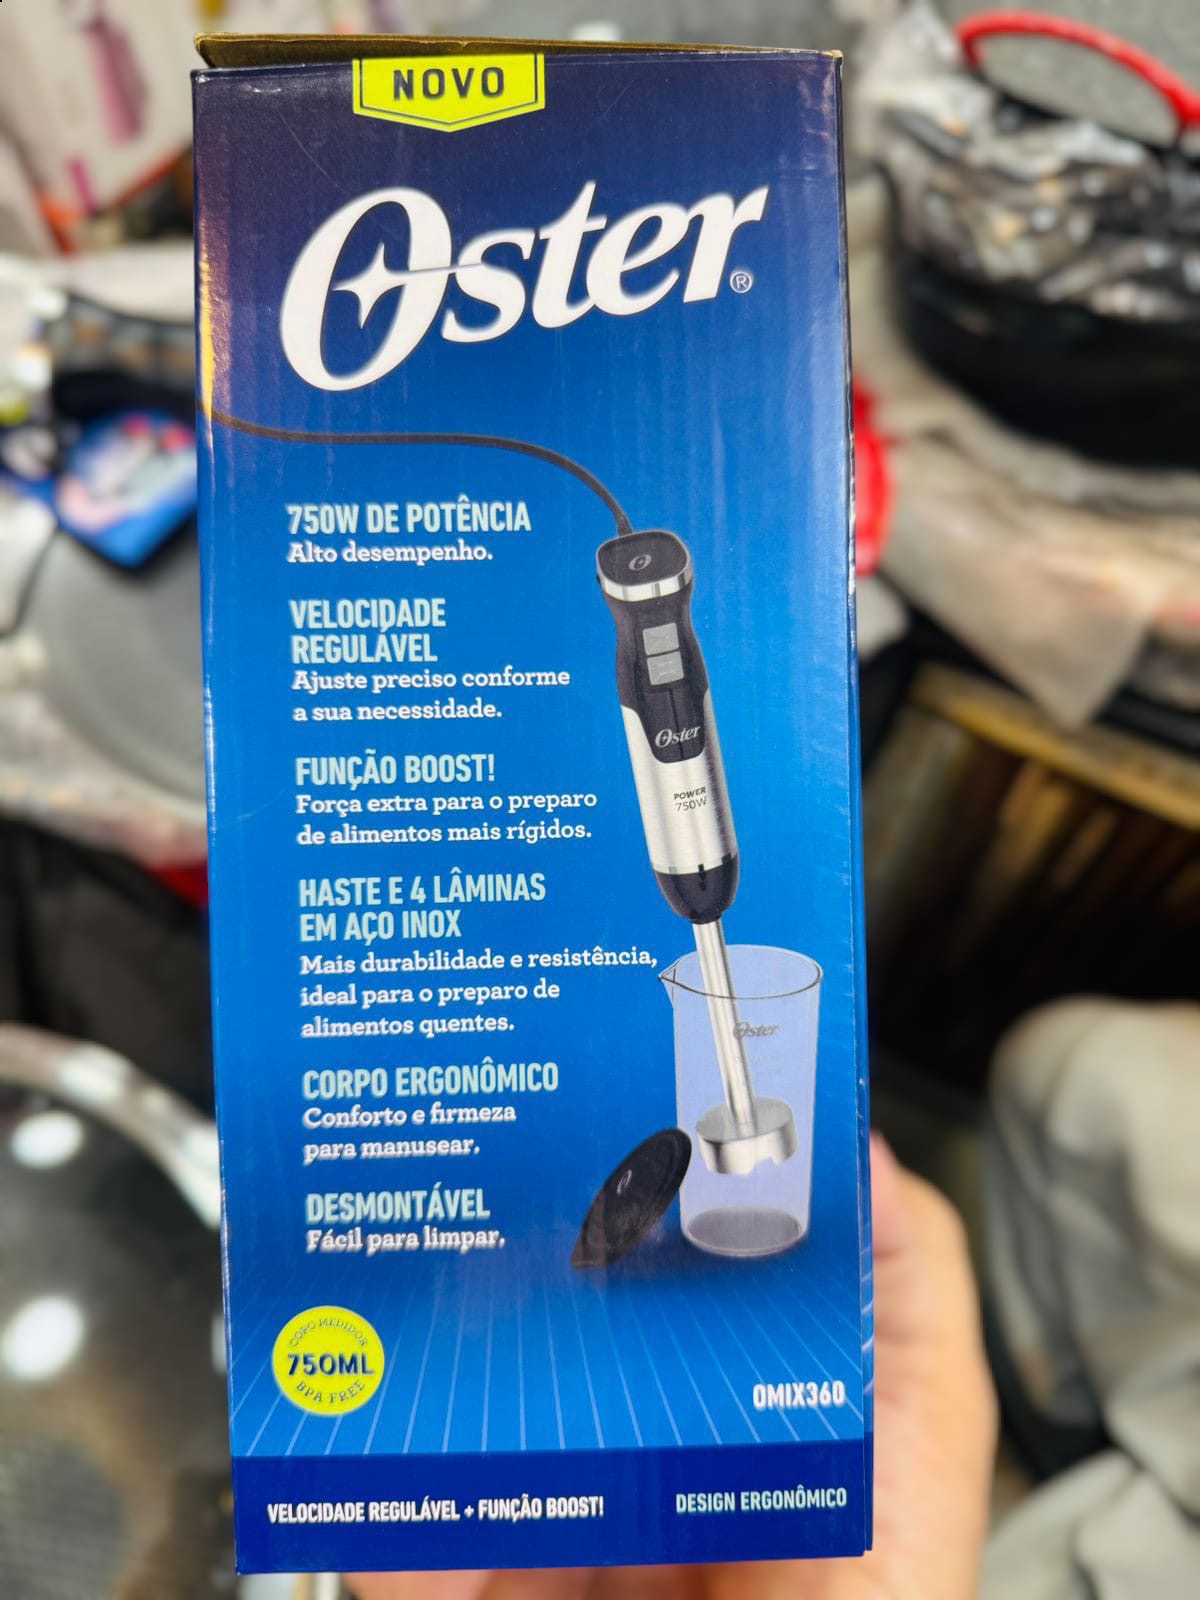 NOVO
Oster®
750W DE POTÊNCIA
Alto desempenho.
VELOCIDADE
REGULÁVEL
Ajuste preciso conforme
a sua necessidade.
FUNÇÃO BOOST!
Força extra para o preparo
de alimentos mais rígidos.
HASTE E 4 LÂMINAS
EM AÇO INOX
Mais durabilidade e resistência,
ideal para o preparo de
alimentos quentes.
CORPO ERGONÔMICO
Conforto e firmeza
para manusear.
DESMONTÁVEL
Fácil para limpar.
Oster
POWER
750W
Oster
COPO MEDIDOR
750ML
BPA FREE
OMIX360
VELOCIDADE REGULÁVEL + FUNÇÃO BOOST!
DESIGN ERGONÔMICO